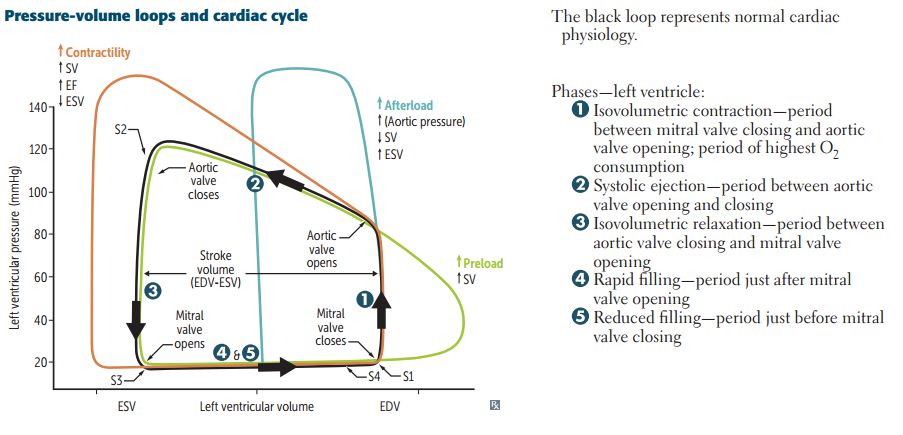 Pressure-volume loops and cardiac cycle
↑ Contractility
↑ SV
↑ EF
↓ ESV
140
120
100
80
60
40
20
Left ventricular pressure (mmHg)
S2
Aortic
valve
closes
2
↑ Afterload
↑ (Aortic pressure)
↓ SV
↑ ESV
Aortic
valve
opens
Stroke
volume
(EDV-ESV)
↑ Preload
↑ SV
3
1
Mitral
valve
opens
4 & 5
Mitral
valve
closes
S3
S4
S1
ESV
Left ventricular volume
EDV
Rx
The black loop represents normal cardiac
physiology.
Phases—left ventricle:
1 Isovolumetric contraction—period
between mitral valve closing and aortic
valve opening; period of highest O2
consumption
2 Systolic ejection—period between aortic
valve opening and closing
3 Isovolumetric relaxation—period between
aortic valve closing and mitral valve
opening
4 Rapid filling—period just after mitral
valve opening
5 Reduced filling—period just before mitral
valve closing